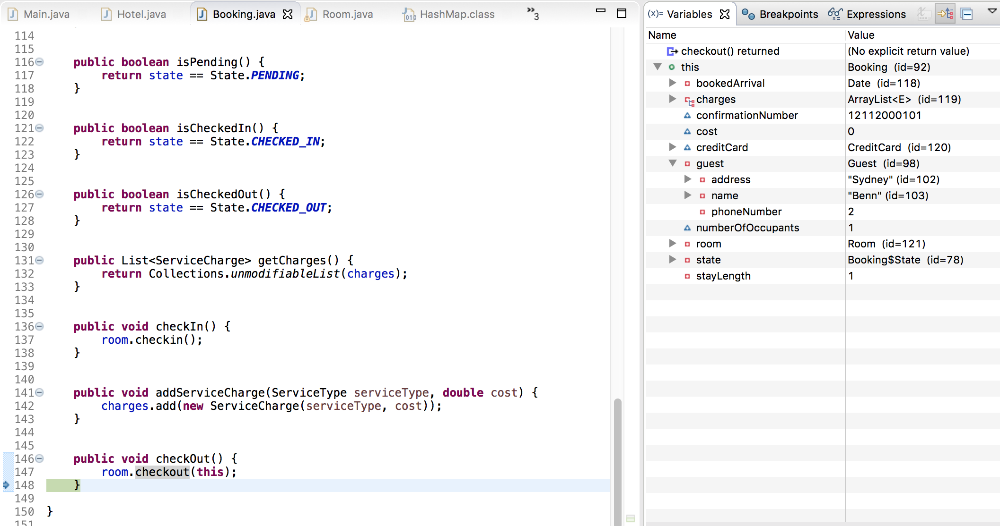 Main.java Hotel.java Booking.java Room.java HashMap.class »3
114
115
116 public boolean isPending() {
117 return state == State.PENDING;
118 }
119
120
121 public boolean isCheckedIn() {
122 return state == State.CHECKED_IN;
123 }
124
125
126 public boolean isCheckedOut() {
127 return state == State.CHECKED_OUT;
128 }
129
130
131 public List<ServiceCharge> getCharges() {
132 return Collections.unmodifiableList(charges);
133 }
134
135
136 public void checkIn() {
137 room.checkin();
138 }
139
140
141 public void addServiceCharge(ServiceType serviceType, double cost) {
142 charges.add(new ServiceCharge(serviceType, cost));
143 }
144
145
146 public void checkOut() {
147 room.checkout(this);
148 }
149
150 }
151
(x)= Variables Breakpoints Expressions
Name Value
checkout() returned (No explicit return value)
this Booking (id=92)
bookedArrival Date (id=118)
charges ArrayList<E> (id=119)
confirmationNumber 12112000101
cost 0
creditCard CreditCard (id=120)
guest Guest (id=98)
address "Sydney" (id=102)
name "Benn" (id=103)
phoneNumber 2
numberOfOccupants 1
room Room (id=121)
state Booking$State (id=78)
stayLength 1